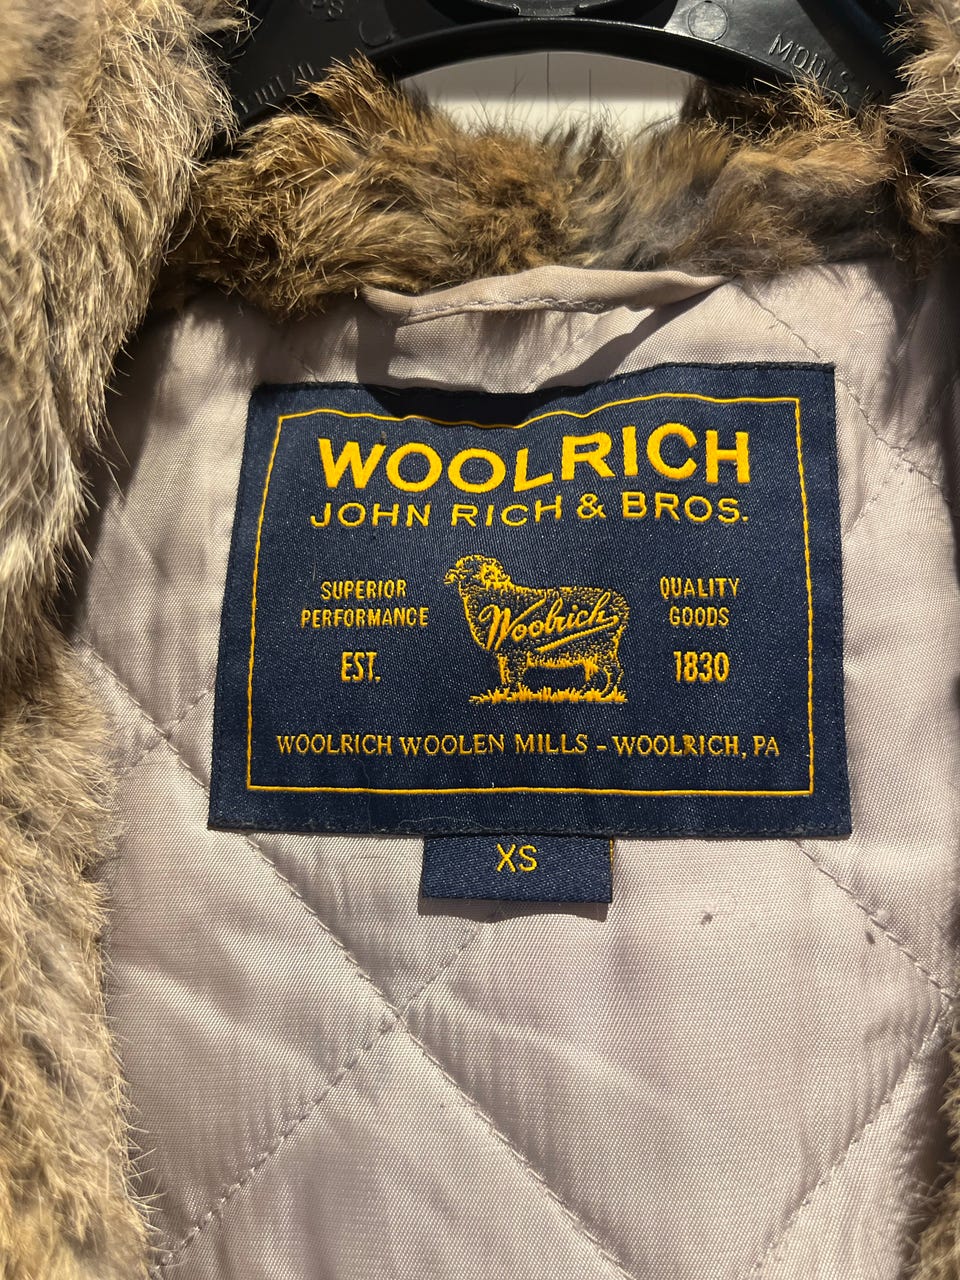 WOOLRICH
JOHN RICH & BROS.
SUPERIOR
PERFORMANCE
QUALITY
GOODS
Woolrich
EST.
1830
WOOLRICH WOOLEN MILLS - WOOLRICH, PA
XS